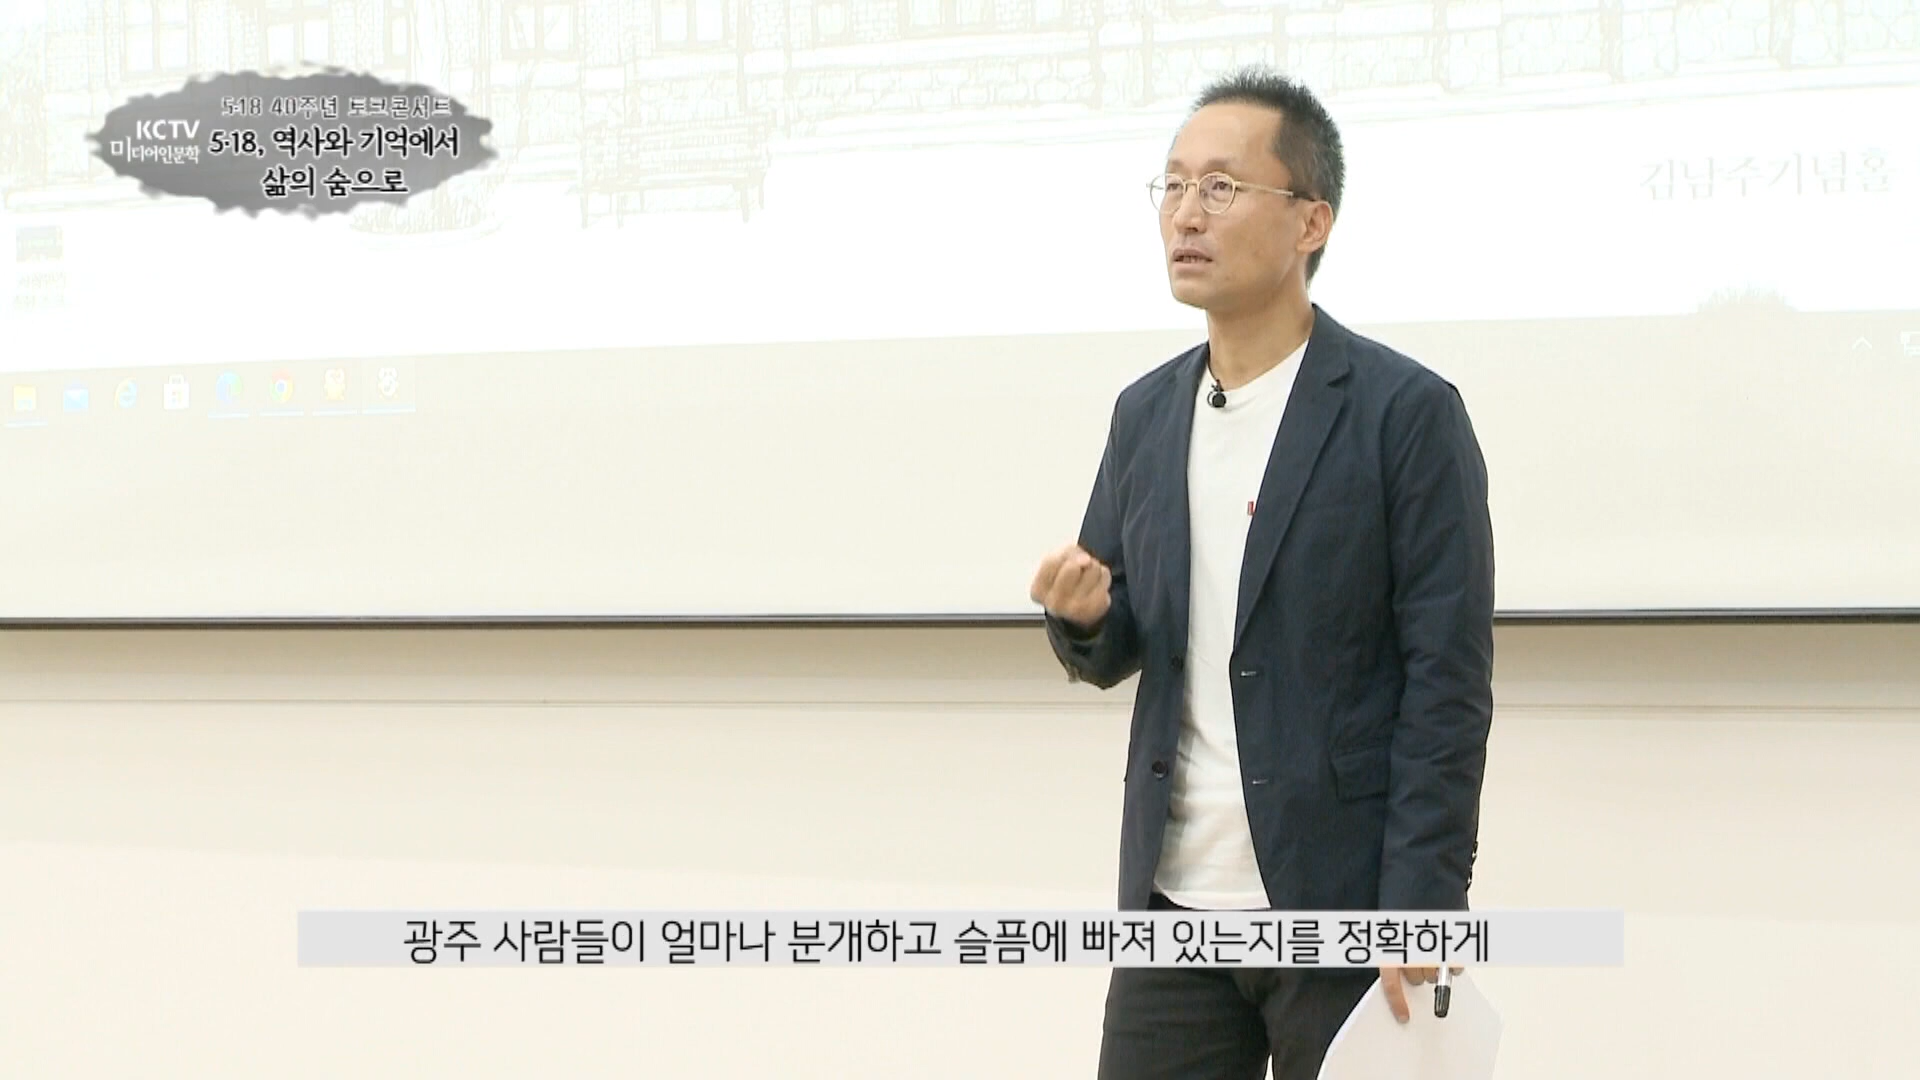 5·18 40주년 토크콘서트
KCTV
미디어인문학
5·18, 역사와 기억에서
삶의 숨으로
김남주기념홀
광주 사람들이 얼마나 분개하고 슬픔에 빠져 있는지를 정확하게